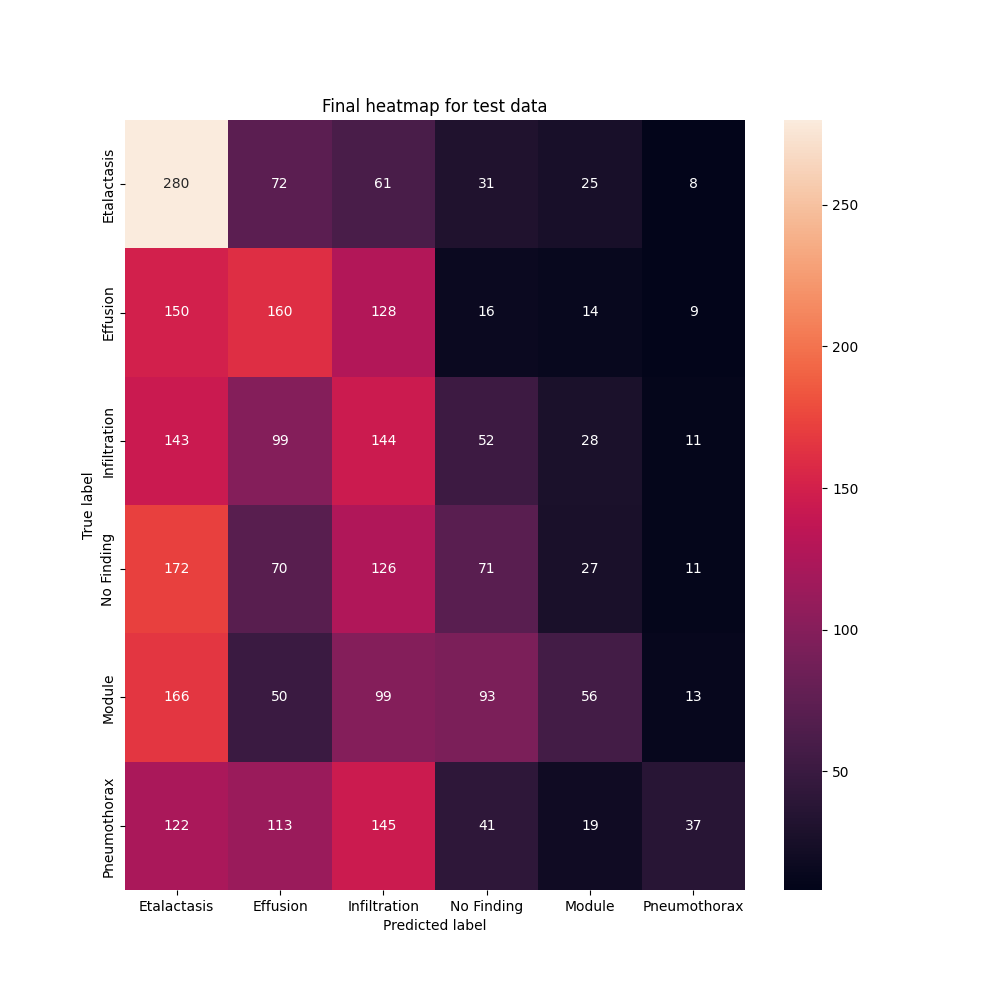 Final heatmap for test data
True label
Etalactasis 280 72 61 31 25 8
Effusion 150 160 128 16 14 9
Infiltration 143 99 144 52 28 11
No Finding 172 70 126 71 27 11
Module 166 50 99 93 56 13
Pneumothorax 122 113 145 41 19 37
Etalactasis Effusion Infiltration No Finding Module Pneumothorax
Predicted label
250
200
150
100
50